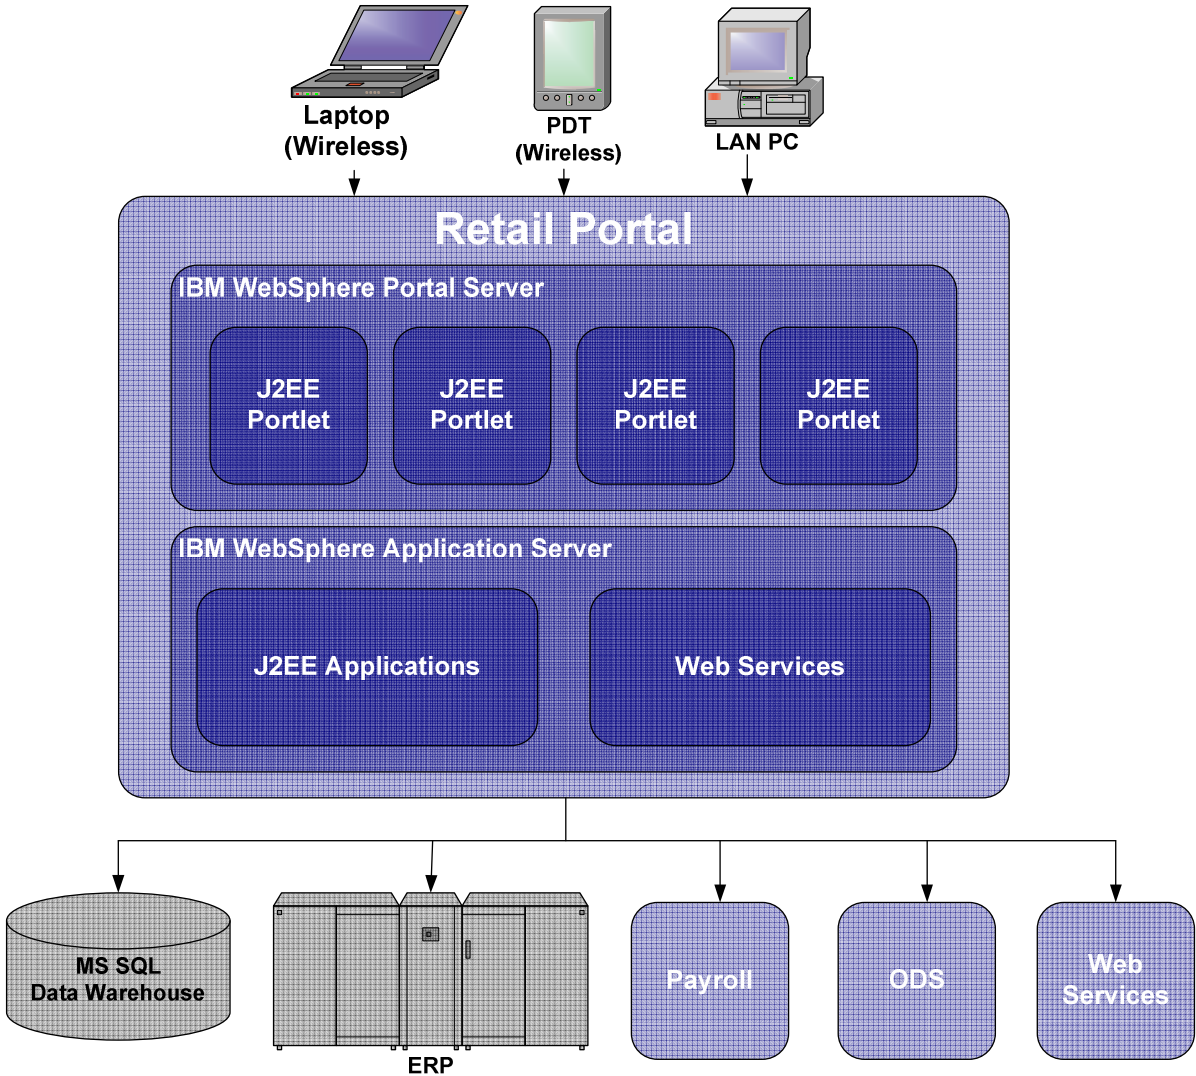 Laptop
(Wireless)
PDT
(Wireless)
LAN PC
Retail Portal
IBM WebSphere Portal Server
J2EE
Portlet
J2EE
Portlet
J2EE
Portlet
J2EE
Portlet
IBM WebSphere Application Server
J2EE Applications
Web Services
MS SQL
Data Warehouse
ERP
Payroll
ODS
Web
Services